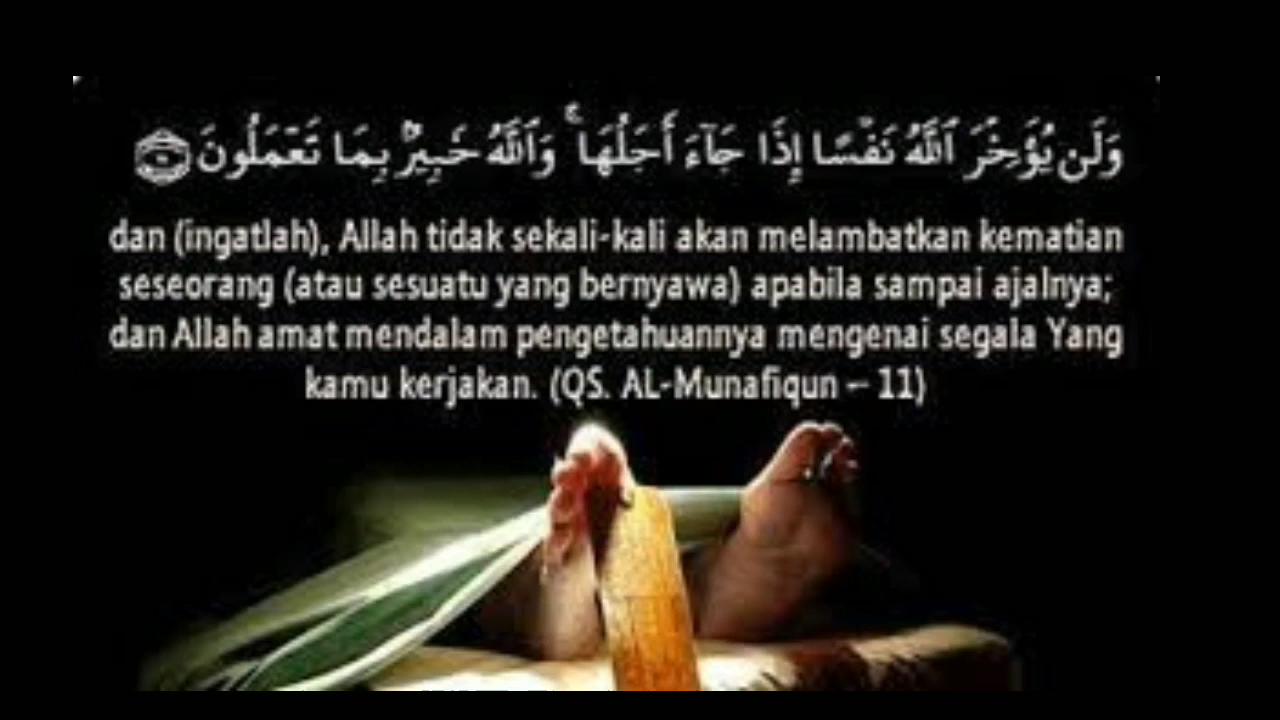 وَلَن يُؤَخِّرَ ٱللَّهُ نَفْسًا إِذَا جَآءَ أَجَلُهَا ۚ وَٱللَّهُ خَبِيرٌۢ بِمَا تَعْمَلُونَ
dan (ingatlah), Allah tidak sekali-kali akan melambatkan kematian
seseorang (atau sesuatu yang bernyawa) apabila sampai ajalnya;
dan Allah amat mendalam pengetahuannya mengenai segala Yang
kamu kerjakan. (QS. AL-Munafiqun – 11)